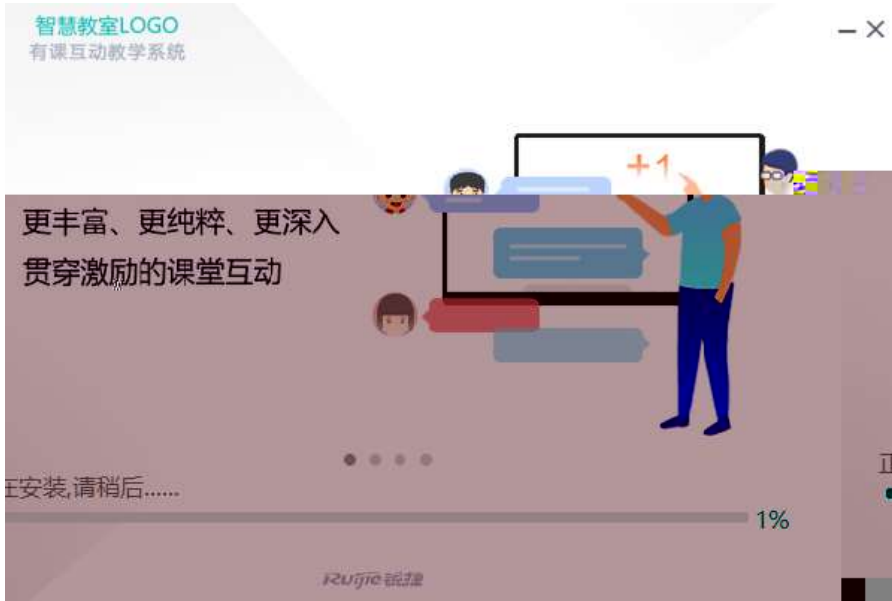 智慧教室LOGO
有课互动教学系统
+1
更丰富、更纯粹、更深入
贯穿激励的课堂互动
正
在安装,请稍后......
1%
Ruijie锐捷